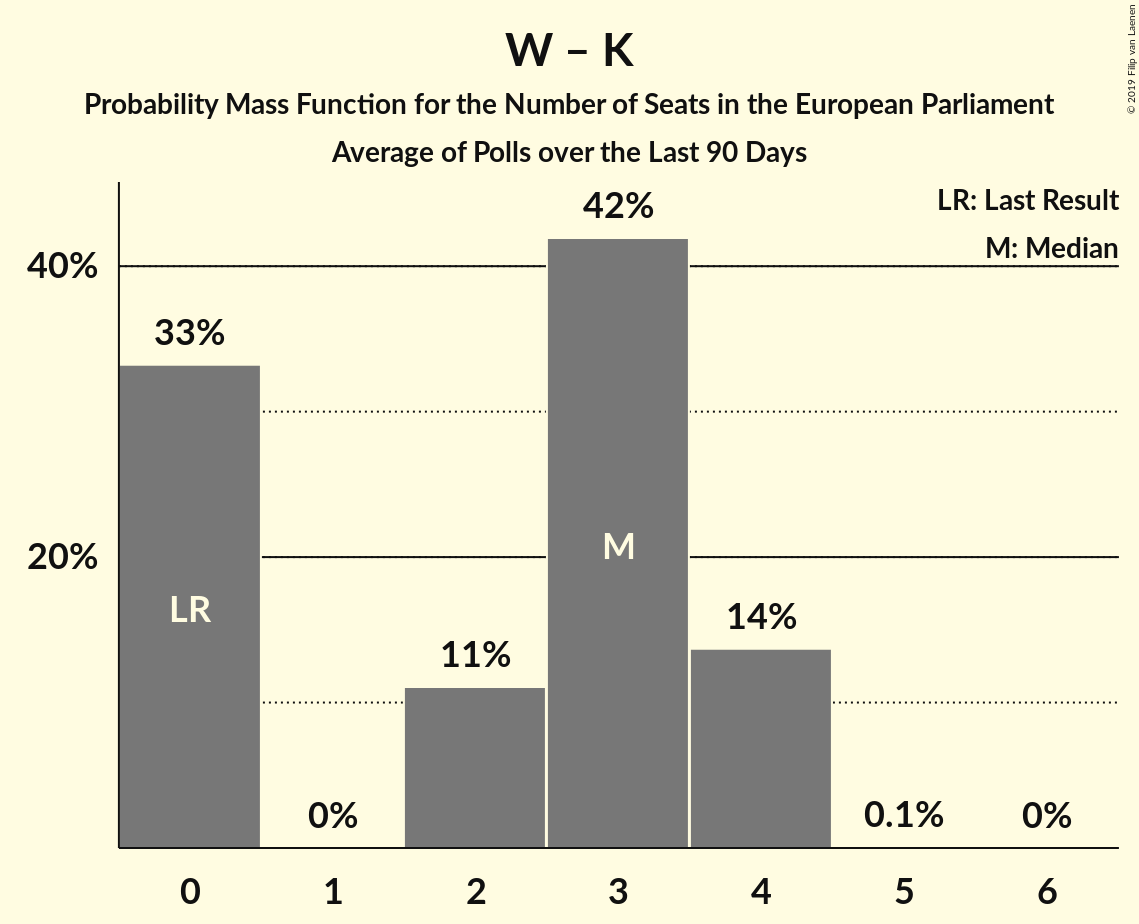 W – K
Probability Mass Function for the Number of Seats in the European Parliament
Average of Polls over the Last 90 Days
© 2019 Filip van Laenen
LR: Last Result
M: Median
40%
20%
33%
0%
11%
42%
14%
0.1%
0%
LR
M
0 1 2 3 4 5 6